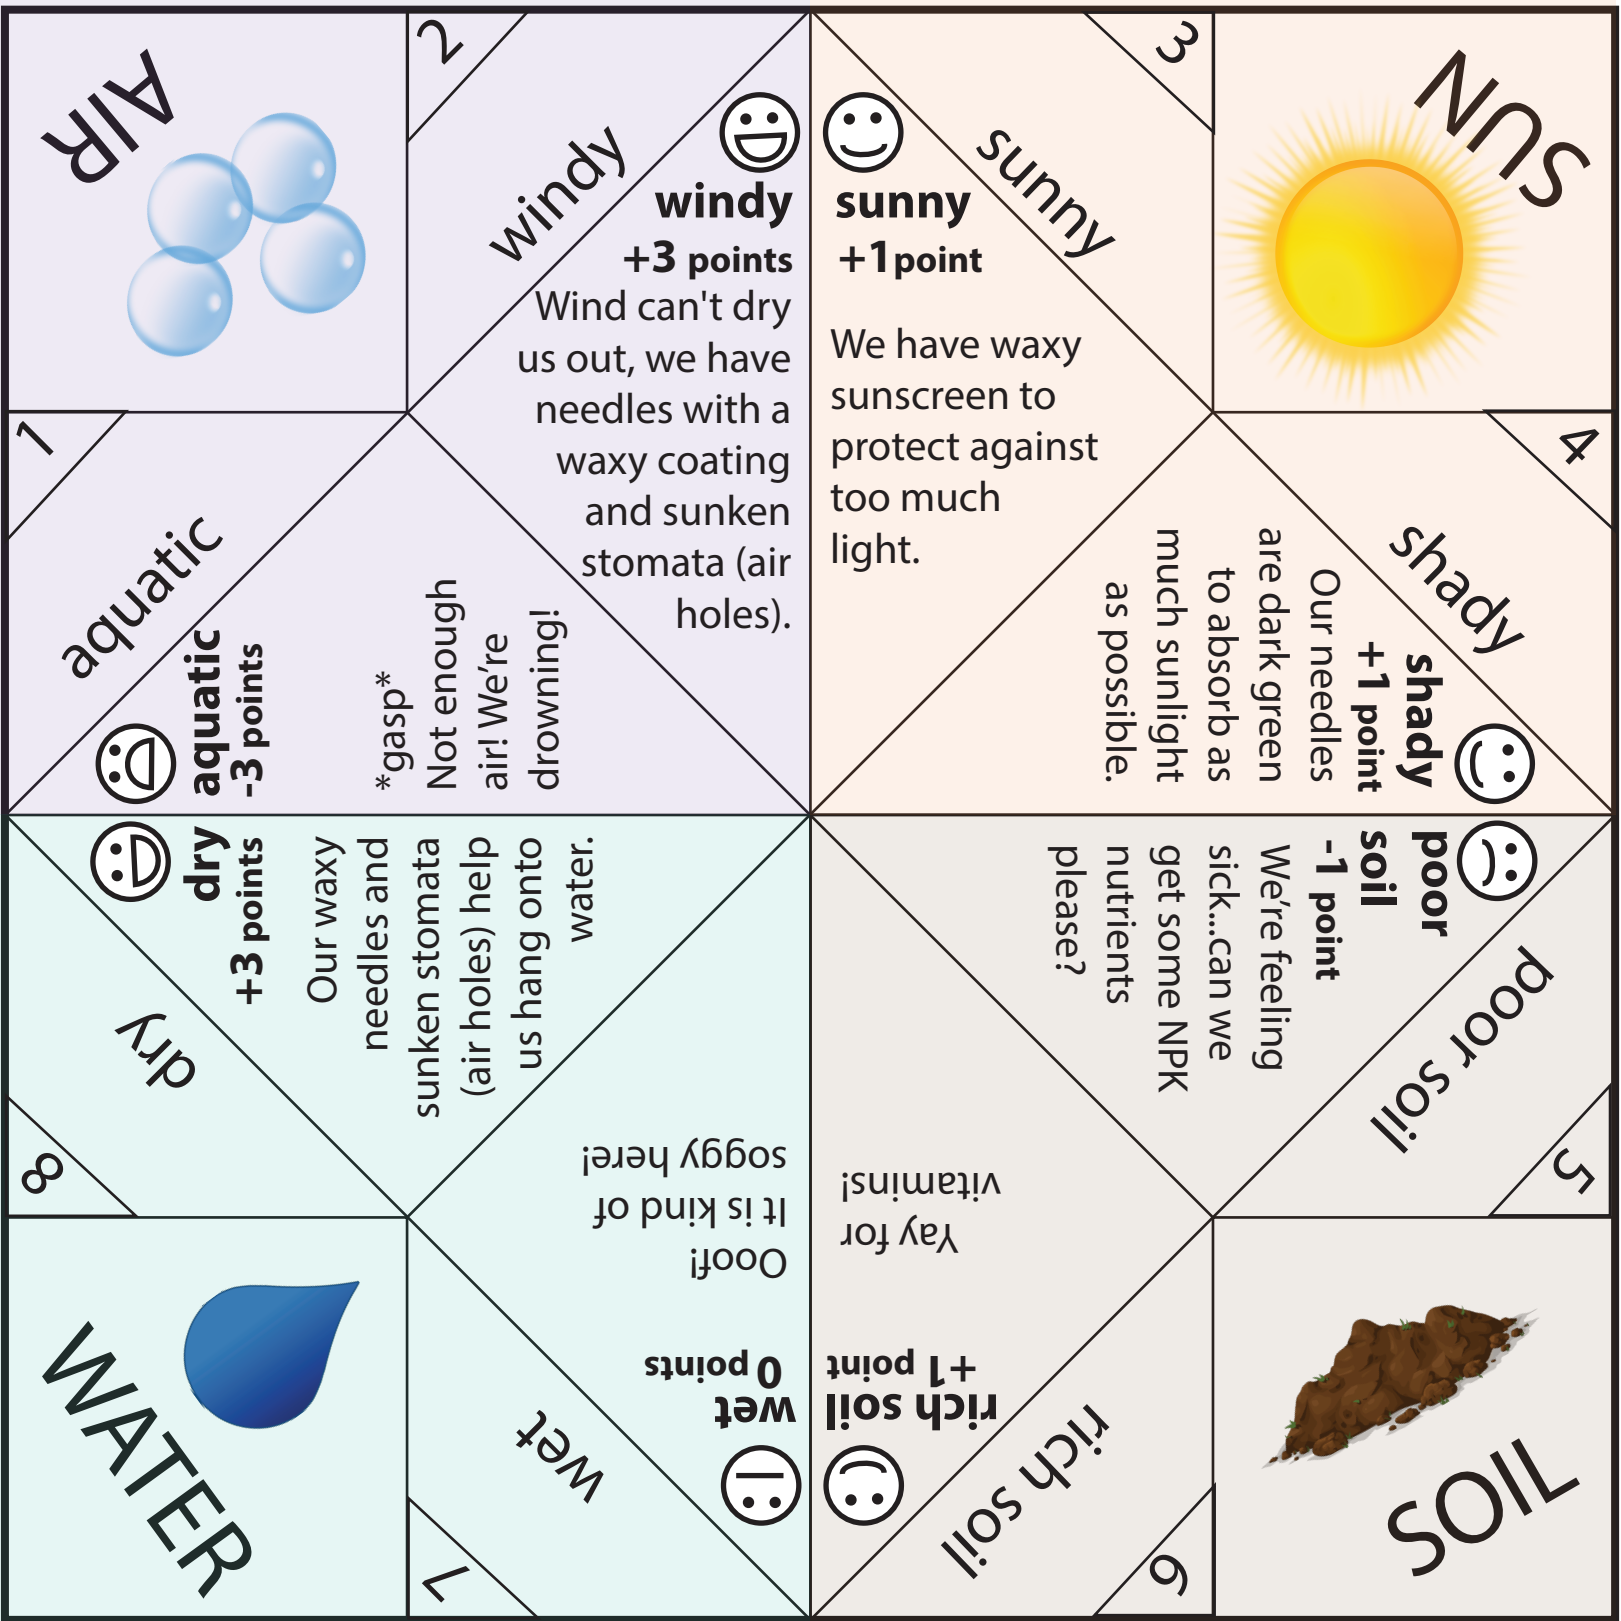 AIR
2
windy
windy
+3 points
Wind can't dry
us out, we have
needles with a
waxy coating
and sunken
stomata (air
holes).
3
SUN
sunny
sunny
+1point
We have waxy
sunscreen to
protect against
too much
light.
4
shady
shady
+1 point
Our needles
are dark green
to absorb as
much sunlight
as possible.
1
aquatic
aquatic
-3 points
*gasp*
Not enough
air! We're
drowning!
dry
+3 points
Our waxy
needles and
sunken stomata
(air holes) help
us hang onto
water.
dry
8
poor
soil
-1 point
We're feeling
sick...can we
get some NPK
nutrients
please?
poor soil
5
WATER
7
wet
wet
0 points
Ooof!
It is kind of
soggy here!
rich soil
+1 point
Yay for
vitamins!
rich soil
6
SOIL